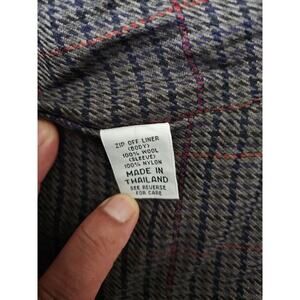 ZIP OFF LINER
(BODY)
100% WOOL
(SLEEVE)
100% NYLON
MADE IN
THAILAND
SEE REVERSE
FOR CARE